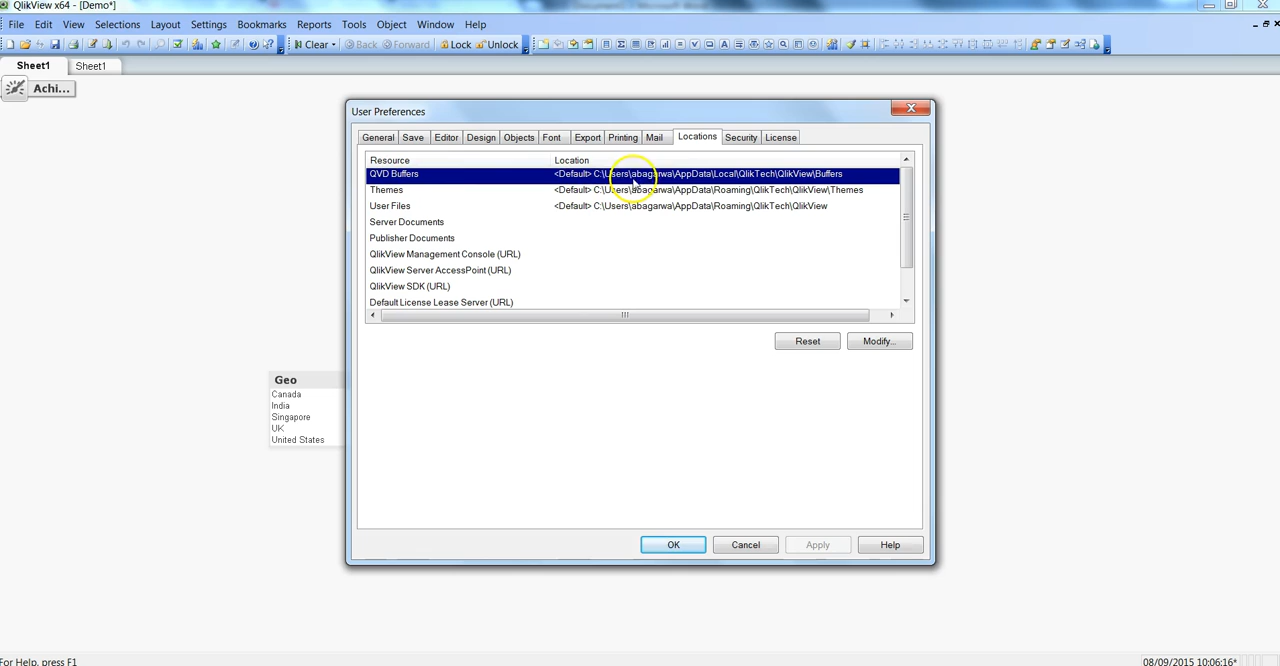 QlikView x64 - [Demo*]
File Edit View Selections Layout Settings Bookmarks Reports Tools Object Window Help
Clear Back Forward Lock Unlock
Sheet1 Sheet1
Achi...
User Preferences
General Save Editor Design Objects Font Export Printing Mail Locations Security License
Resource Location
QVD Buffers <Default> C:\Users\abagarwa\AppData\Local\QlikTech\QlikView\Buffers
Themes <Default> C:\Users\abagarwa\AppData\Roaming\QlikTech\QlikView\Themes
User Files <Default> C:\Users\abagarwa\AppData\Roaming\QlikTech\QlikView
Server Documents
Publisher Documents
QlikView Management Console (URL)
QlikView Server AccessPoint (URL)
QlikView SDK (URL)
Default License Lease Server (URL)
Reset Modify...
Geo
Canada
India
Singapore
UK
United States
OK Cancel Apply Help
For Help, press F1 08/09/2015 10:06:16*